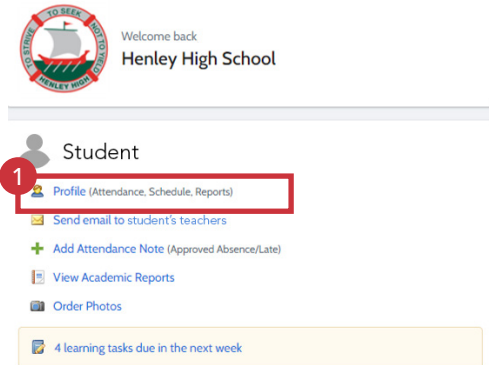 TO STRIVE TO SEEK NOT TO YIELD
HENLEY HIGH
Welcome back
Henley High School
Student
1
Profile (Attendance, Schedule, Reports)
Send email to student's teachers
Add Attendance Note (Approved Absence/Late)
View Academic Reports
Order Photos
4 learning tasks due in the next week